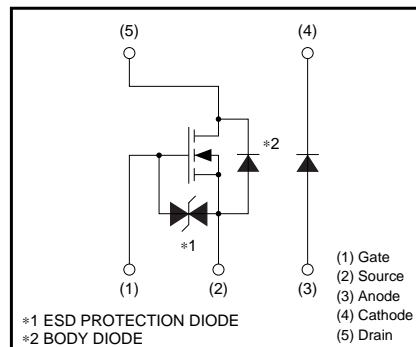 (5) (4)
∗2
∗1
(1) (2) (3)
(1) Gate
(2) Source
(3) Anode
(4) Cathode
(5) Drain
∗1 ESD PROTECTION DIODE
∗2 BODY DIODE